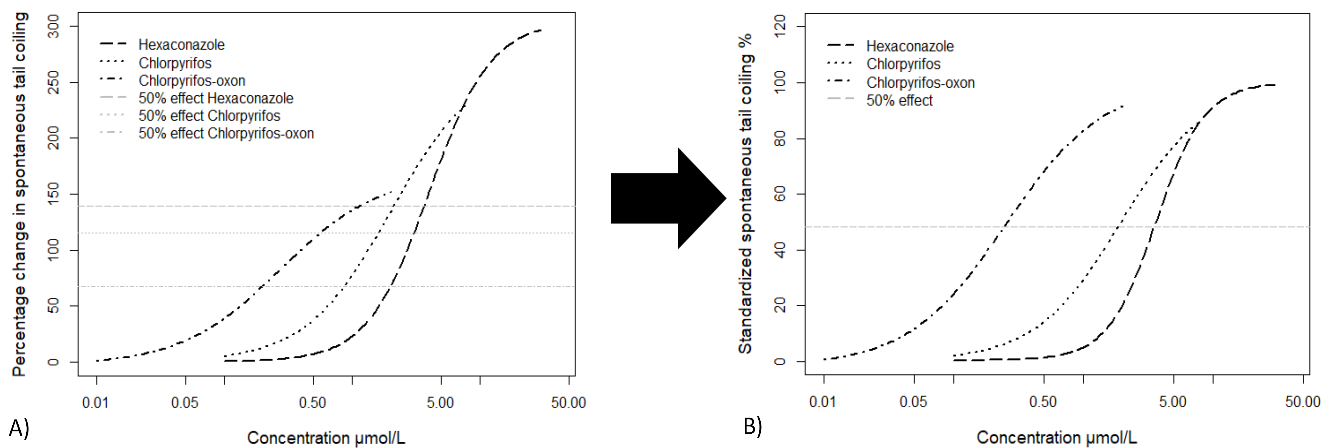 Percentage change in spontaneous tail coiling
300
250
200
150
100
50
0
Hexaconazole
Chlorpyrifos
Chlorpyrifos-oxon
50% effect Hexaconazole
50% effect Chlorpyrifos
50% effect Chlorpyrifos-oxon
0.01
0.05
0.50
5.00
50.00
Concentration µmol/L
A)
Standardized spontaneous tail coiling %
120
100
80
60
40
20
0
Hexaconazole
Chlorpyrifos
Chlorpyrifos-oxon
50% effect
0.01
0.05
0.50
5.00
50.00
Concentration µmol/L
B)